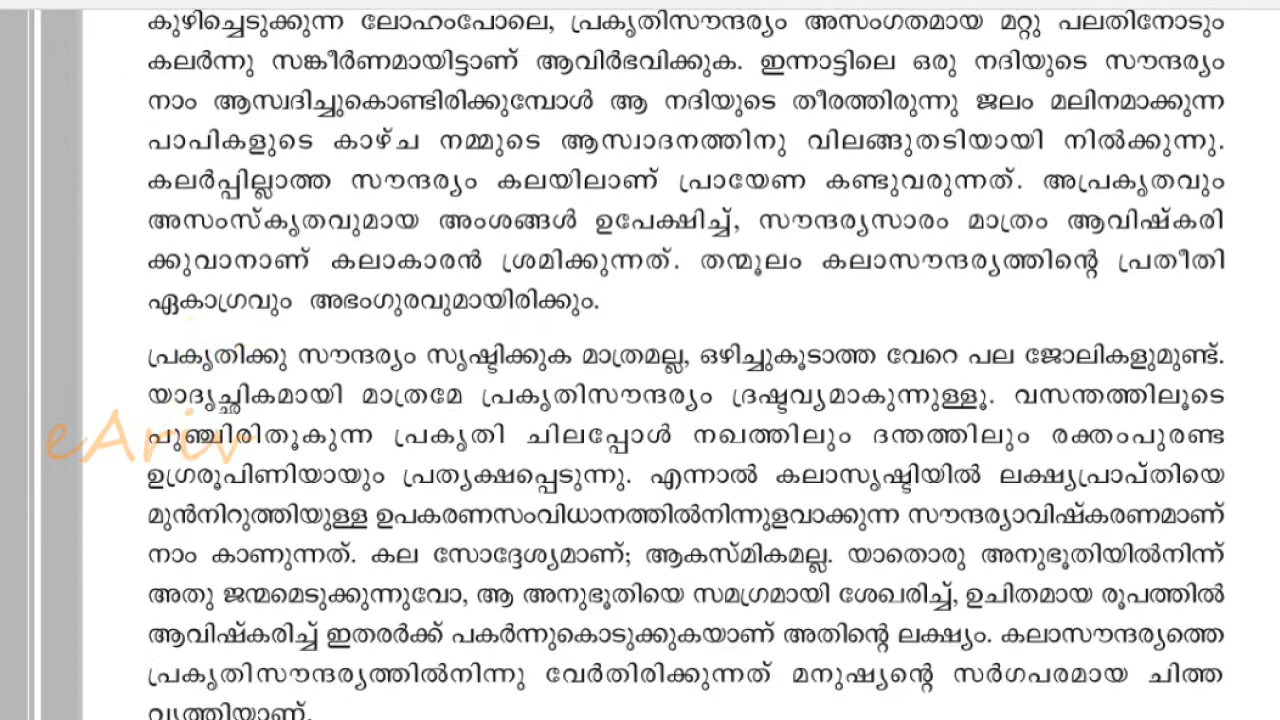 കുഴിച്ചെടുക്കുന്ന ലോഹംപോലെ, പ്രകൃതിസൗന്ദര്യം അസംഗതമായ മറ്റു പലതിനോടും
കലർന്നു സങ്കീർണമായിട്ടാണ് ആവിർഭവിക്കുക. ഇന്നാട്ടിലെ ഒരു നദിയുടെ സൗന്ദര്യം
നാം ആസ്വദിച്ചുകൊണ്ടിരിക്കുമ്പോൾ ആ നദിയുടെ തീരത്തിരുന്നു ജലം മലിനമാക്കുന്ന
പാപികളുടെ കാഴ്ച നമ്മുടെ ആസ്വാദനത്തിനു വിലങ്ങുതടിയായി നിൽക്കുന്നു.
കലർപ്പില്ലാത്ത സൗന്ദര്യം കലയിലാണ് പ്രായേണ കണ്ടുവരുന്നത്. അപ്രകൃതവും
അസംസ്കൃതവുമായ അംശങ്ങൾ ഉപേക്ഷിച്ച്, സൗന്ദര്യസാരം മാത്രം ആവിഷ്കരി
ക്കുവാനാണ് കലാകാരൻ ശ്രമിക്കുന്നത്. തന്മൂലം കലാസൗന്ദര്യത്തിന്റെ പ്രതീതി
ഏകാഗ്രവും അഭംഗുരവുമായിരിക്കും.
പ്രകൃതിക്കു സൗന്ദര്യം സൃഷ്ടിക്കുക മാത്രമല്ല, ഒഴിച്ചുകൂടാത്ത വേറെ പല ജോലികളുമുണ്ട്.
യാദൃച്ഛികമായി മാത്രമേ പ്രകൃതിസൗന്ദര്യം ദ്രഷ്ടവ്യമാകുന്നുള്ളൂ. വസന്തത്തിലൂടെ
പുഞ്ചിരിതൂകുന്ന പ്രകൃതി ചിലപ്പോൾ നഖത്തിലും ദന്തത്തിലും രക്തംപുരണ്ട
ഉഗ്രരൂപിണിയായും പ്രത്യക്ഷപ്പെടുന്നു. എന്നാൽ കലാസൃഷ്ടിയിൽ ലക്ഷ്യപ്രാപ്തിയെ
മുൻനിറുത്തിയുള്ള ഉപകരണസംവിധാനത്തിൽനിന്നുളവാക്കുന്ന സൗന്ദര്യാവിഷ്കരണമാണ്
നാം കാണുന്നത്. കല സോദ്ദേശ്യമാണ്; ആകസ്മികമല്ല. യാതൊരു അനുഭൂതിയിൽനിന്ന്
അതു ജന്മമെടുക്കുന്നുവോ, ആ അനുഭൂതിയെ സമഗ്രമായി ശേഖരിച്ച്, ഉചിതമായ രൂപത്തിൽ
ആവിഷ്കരിച്ച് ഇതരർക്ക് പകർന്നുകൊടുക്കുകയാണ് അതിന്റെ ലക്ഷ്യം. കലാസൗന്ദര്യത്തെ
പ്രകൃതിസൗന്ദര്യത്തിൽനിന്നു വേർതിരിക്കുന്നത് മനുഷ്യന്റെ സർഗപരമായ ചിത്ത
വൃത്തിയാണ്.
eAriv